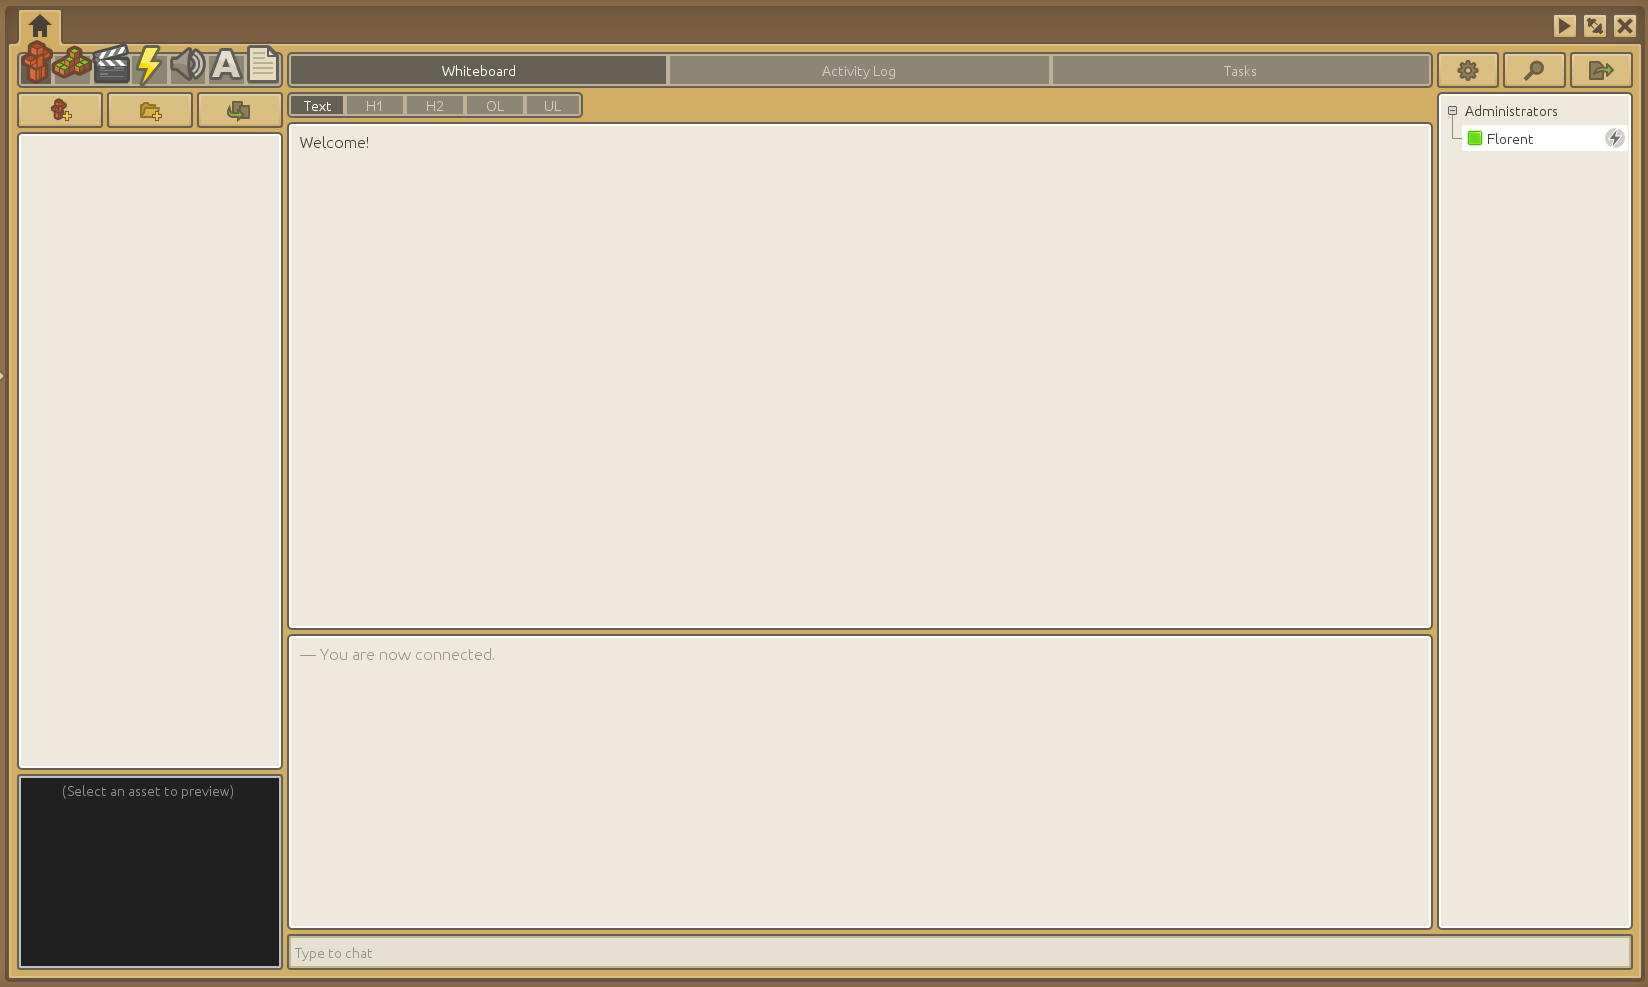 Whiteboard
Activity Log
Tasks
Text
H1
H2
OL
UL
Welcome!
Administrators
Florent
— You are now connected.
(Select an asset to preview)
Type to chat